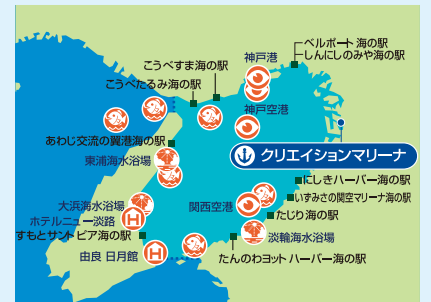 ベルポート 海の駅
しんにしのみや海の駅
神戸港
こうべすま海の駅
こうべたるみ海の駅
神戸空港
あわじ交流の翼港海の駅
クリエイションマリーナ
東浦海水浴場
にしきハーバー海の駅
いずみさの関空マリーナ海の駅
大浜海水浴場
関西空港
たじり海の駅
ホテルニュー淡路
H
すもとサントピア海の駅
淡輪海水浴場
由良 日月館
H
たんのわヨットハーバー海の駅